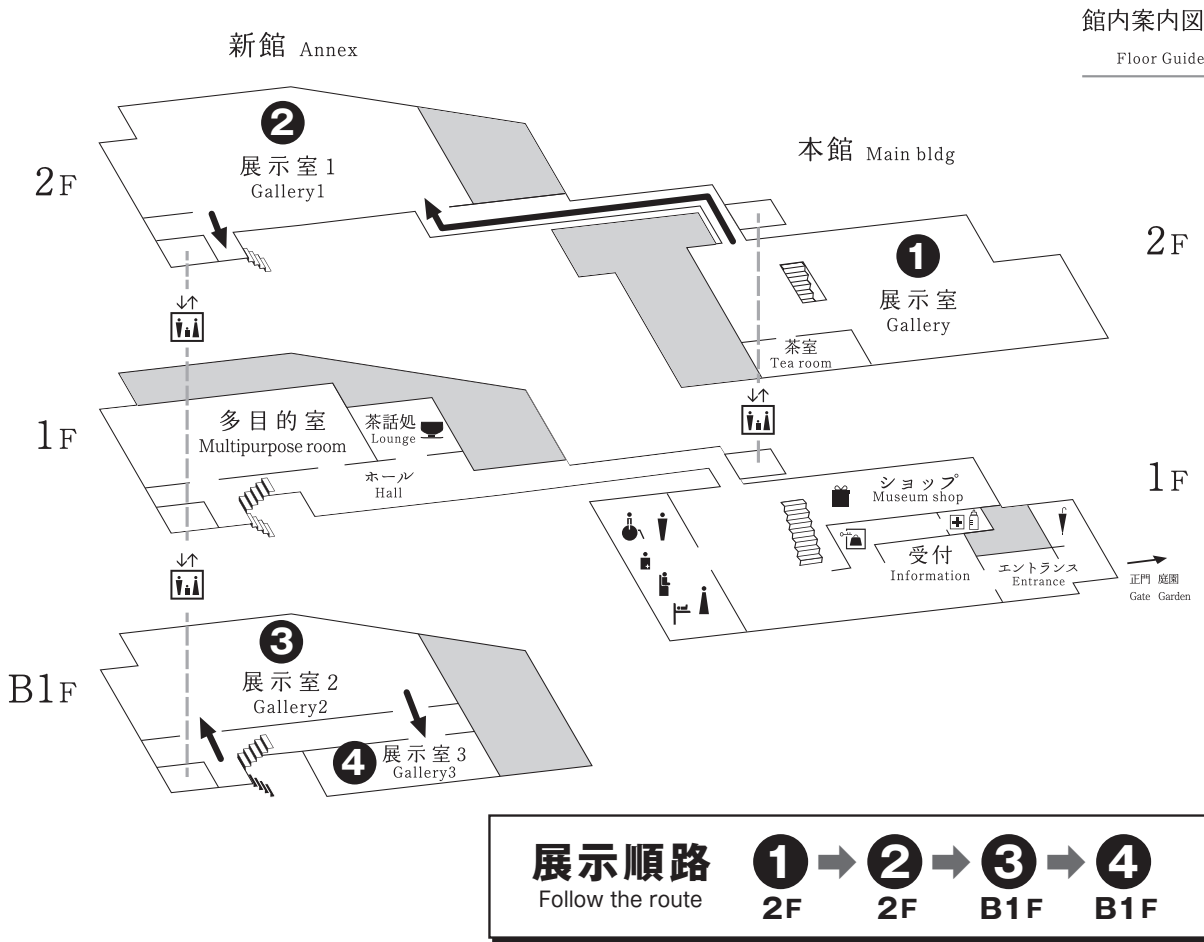 館内案内図
Floor Guide
新館 Annex
本館 Main bldg
2F
2
展示室1
Gallery1
2F
1
展示室
Gallery
茶室
Tea room
1F
多目的室
Multipurpose room
茶話処
Lounge
ホール
Hall
1F
ショップ
Museum shop
受付
Information
エントランス
Entrance
正門 庭園
Gate Garden
B1F
3
展示室2
Gallery2
4
展示室3
Gallery3
展示順路
Follow the route
1 2 3 4
2F 2F B1F B1F